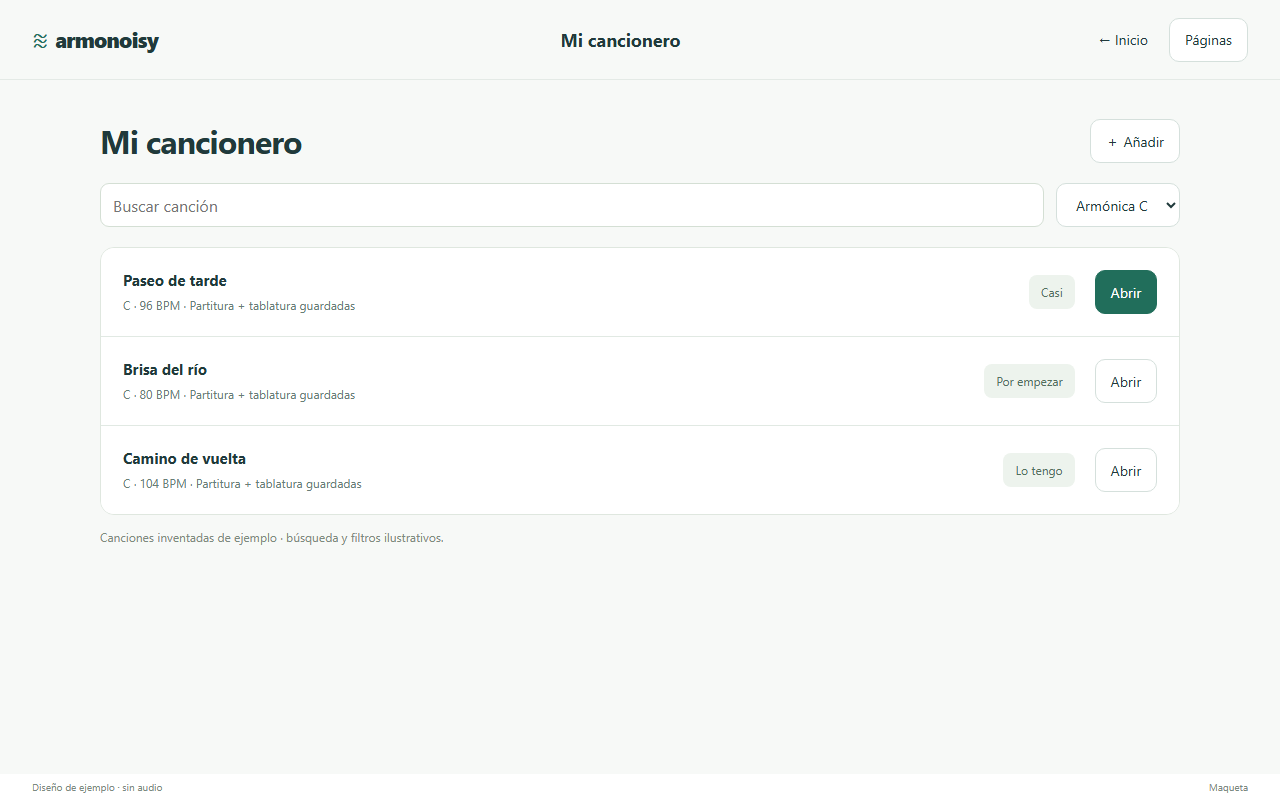 armonoisy
Mi cancionero
← Inicio
Páginas
Mi cancionero
+ Añadir
Buscar canción
Armónica C
Paseo de tarde
C · 96 BPM · Partitura + tablatura guardadas
Casi
Abrir
Brisa del río
C · 80 BPM · Partitura + tablatura guardadas
Por empezar
Abrir
Camino de vuelta
C · 104 BPM · Partitura + tablatura guardadas
Lo tengo
Abrir
Canciones inventadas de ejemplo · búsqueda y filtros ilustrativos.
Diseño de ejemplo · sin audio
Maqueta